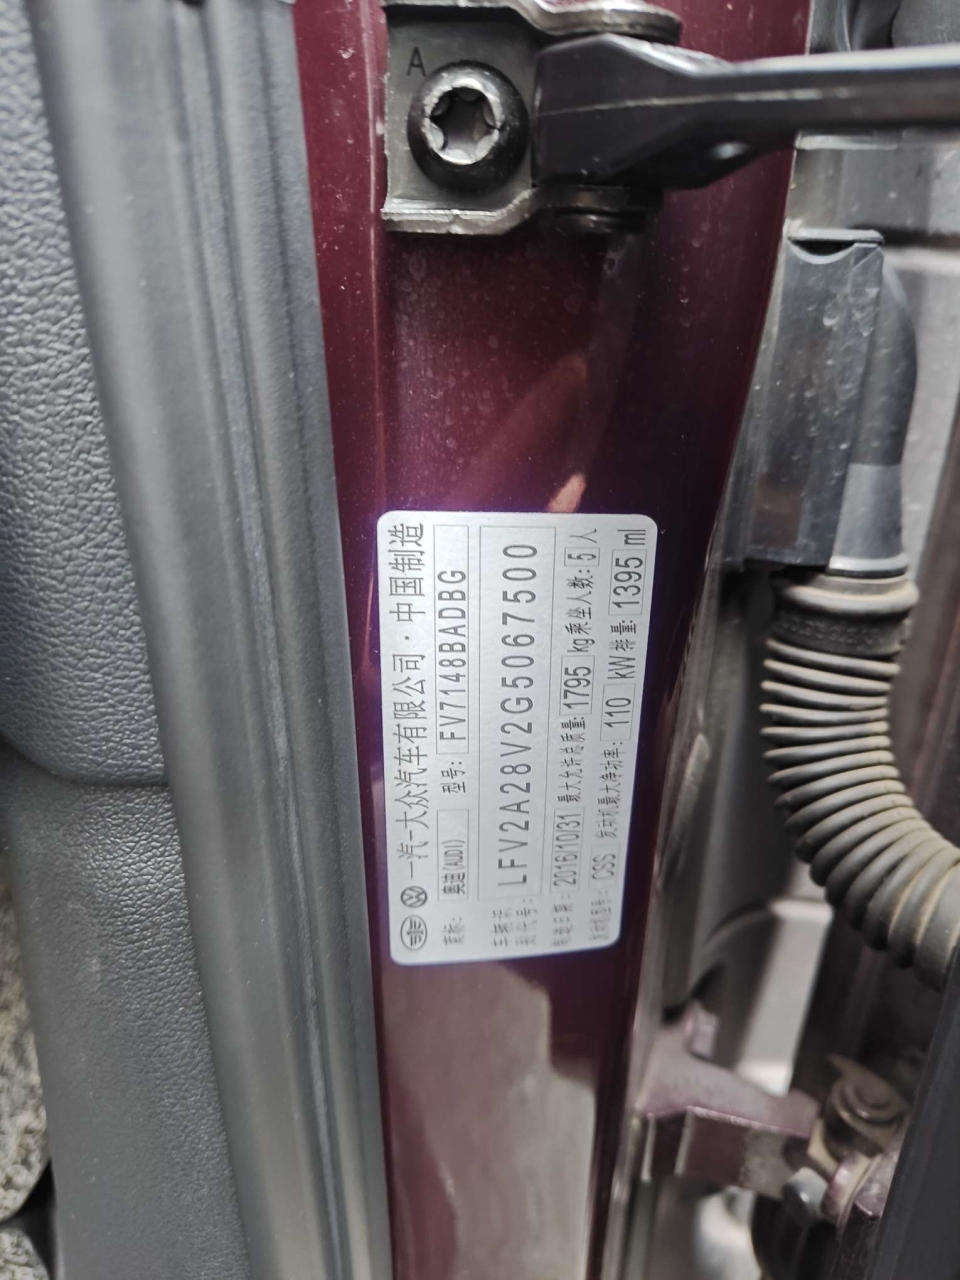 A
一汽-大众汽车有限公司·中国制造
商标: 奥迪(AUDI) 型号: FV7148BADBG
车辆识别代号: LFV2A28V2G5067500
制造日期: 2016/10/31 最大允许总质量: 1795 kg 乘坐人数: 5 人
发动机型号: CSS 发动机最大净功率: 110 kW 排量: 1395 ml